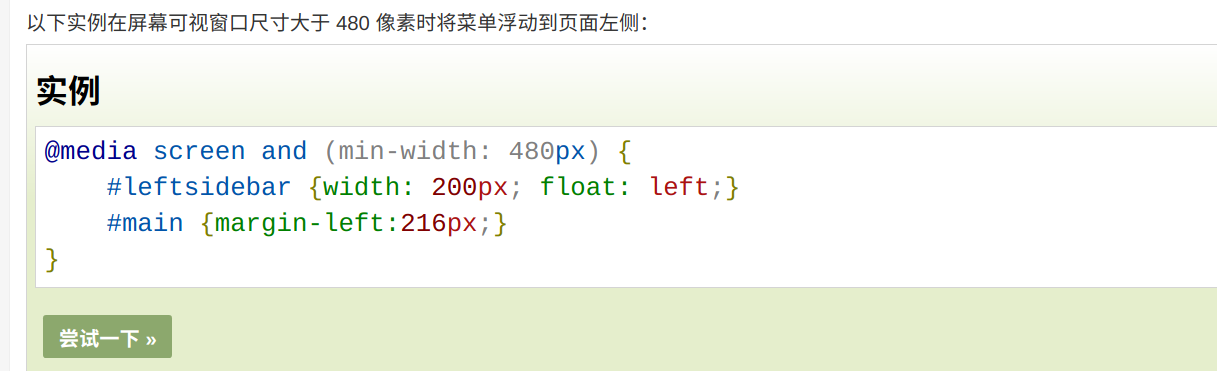 以下实例在屏幕可视窗口尺寸大于 480 像素时将菜单浮动到页面左侧：
实例
@media screen and (min-width: 480px) {
    #leftsidebar {width: 200px; float: left;}
    #main {margin-left:216px;}
}
尝试一下 »